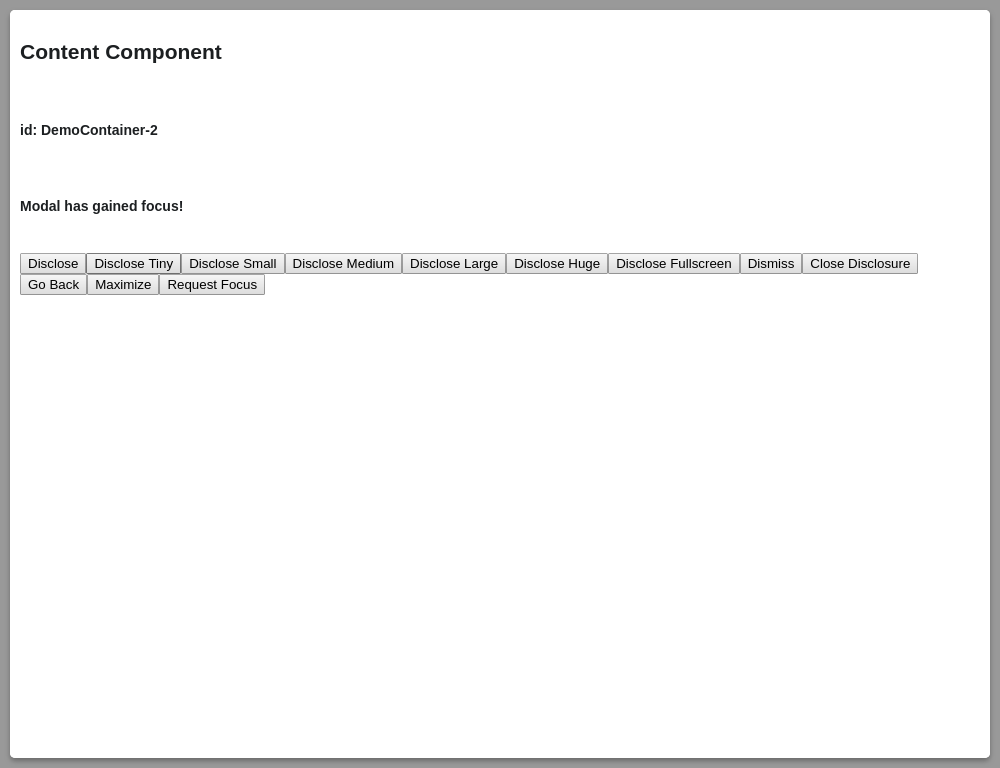 Content Component
id: DemoContainer-2
Modal has gained focus!
Disclose Disclose Tiny Disclose Small Disclose Medium Disclose Large Disclose Huge Disclose Fullscreen Dismiss Close Disclosure
Go Back Maximize Request Focus